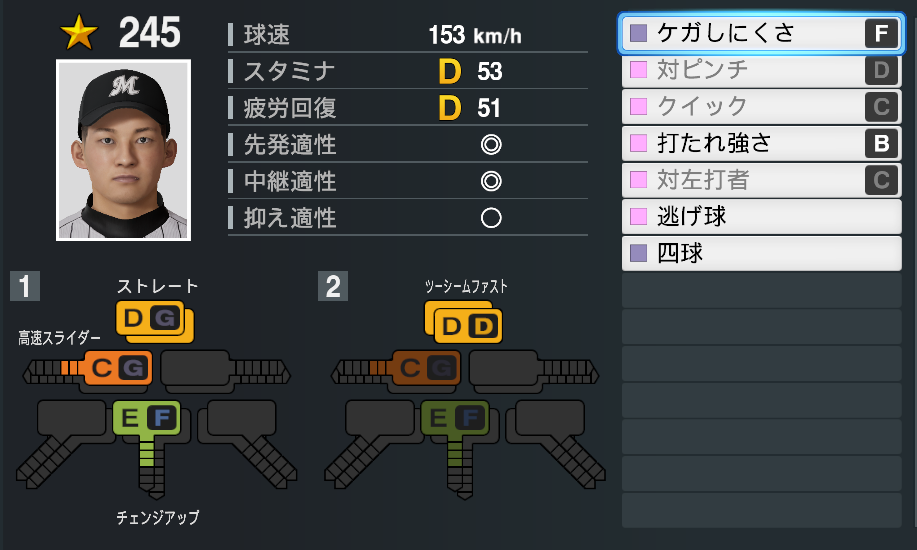 245
球速 153 km/h
スタミナ D 53
疲労回復 D 51
先発適性 ◎
中継適性 ◎
抑え適性 ○
ケガしにくさ F
対ピンチ D
クイック C
打たれ強さ B
対左打者 C
逃げ球
四球
1
ストレート
D G
高速スライダー
C G
E F
チェンジアップ
2
ツーシームファスト
D D
C G
E F
M